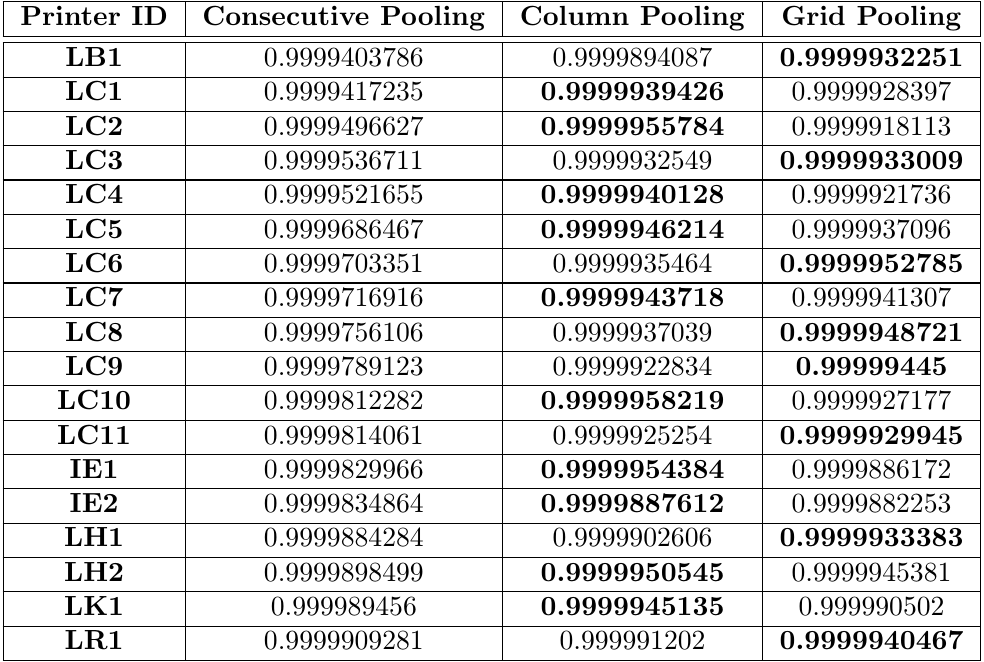 Printer ID Consecutive Pooling Column Pooling Grid Pooling
LB1 0.9999403786 0.9999894087 0.9999932251
LC1 0.9999417235 0.9999939426 0.9999928397
LC2 0.9999496627 0.9999955784 0.9999918113
LC3 0.9999536711 0.9999932549 0.9999933009
LC4 0.9999521655 0.9999940128 0.9999921736
LC5 0.9999686467 0.9999946214 0.9999937096
LC6 0.9999703351 0.9999935464 0.9999952785
LC7 0.9999716916 0.9999943718 0.9999941307
LC8 0.9999756106 0.9999937039 0.9999948721
LC9 0.9999789123 0.9999922834 0.99999445
LC10 0.9999812282 0.9999958219 0.9999927177
LC11 0.9999814061 0.9999925254 0.9999929945
IE1 0.9999829966 0.9999954384 0.9999886172
IE2 0.9999834864 0.9999887612 0.9999882253
LH1 0.9999884284 0.9999902606 0.9999933383
LH2 0.9999898499 0.9999950545 0.9999945381
LK1 0.999989456 0.9999945135 0.999990502
LR1 0.9999909281 0.999991202 0.9999940467